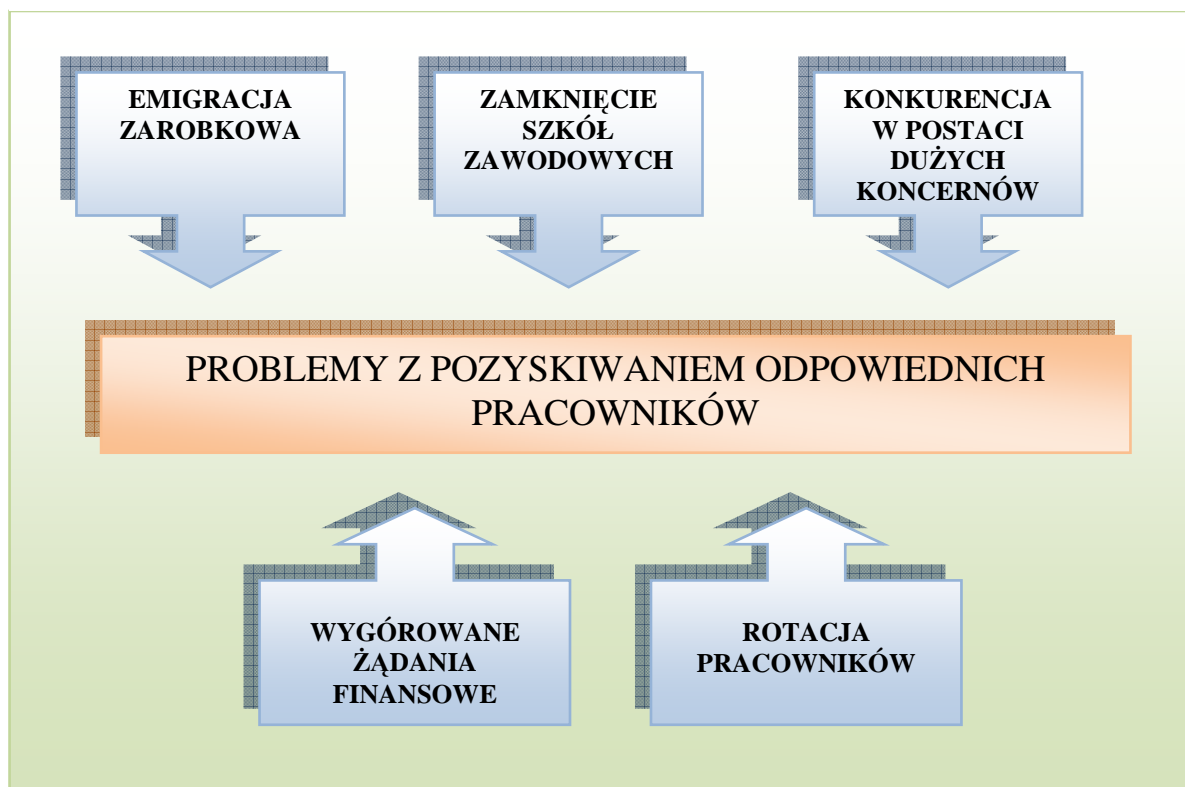 EMIGRACJA
ZAROBKOWA
ZAMKNIĘCIE
SZKÓŁ
ZAWODOWYCH
KONKURENCJA
W POSTACI
DUŻYCH
KONCERNÓW
PROBLEMY Z POZYSKIWANIEM ODPOWIEDNICH
PRACOWNIKÓW
WYGÓROWANE
ŻĄDANIA
FINANSOWE
ROTACJA
PRACOWNIKÓW